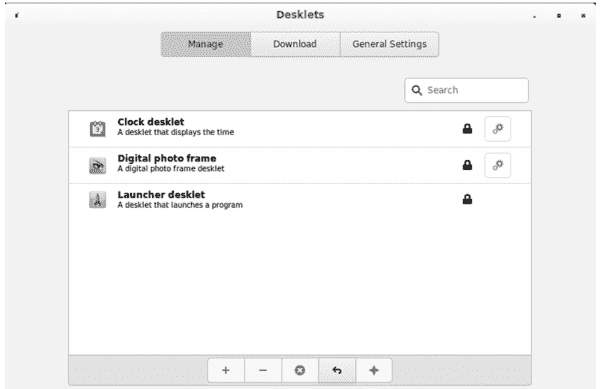 Desklets
Manage
Download
General Settings
Search
Clock desklet
A desklet that displays the time
Digital photo frame
A digital photo frame desklet
Launcher desklet
A desklet that launches a program